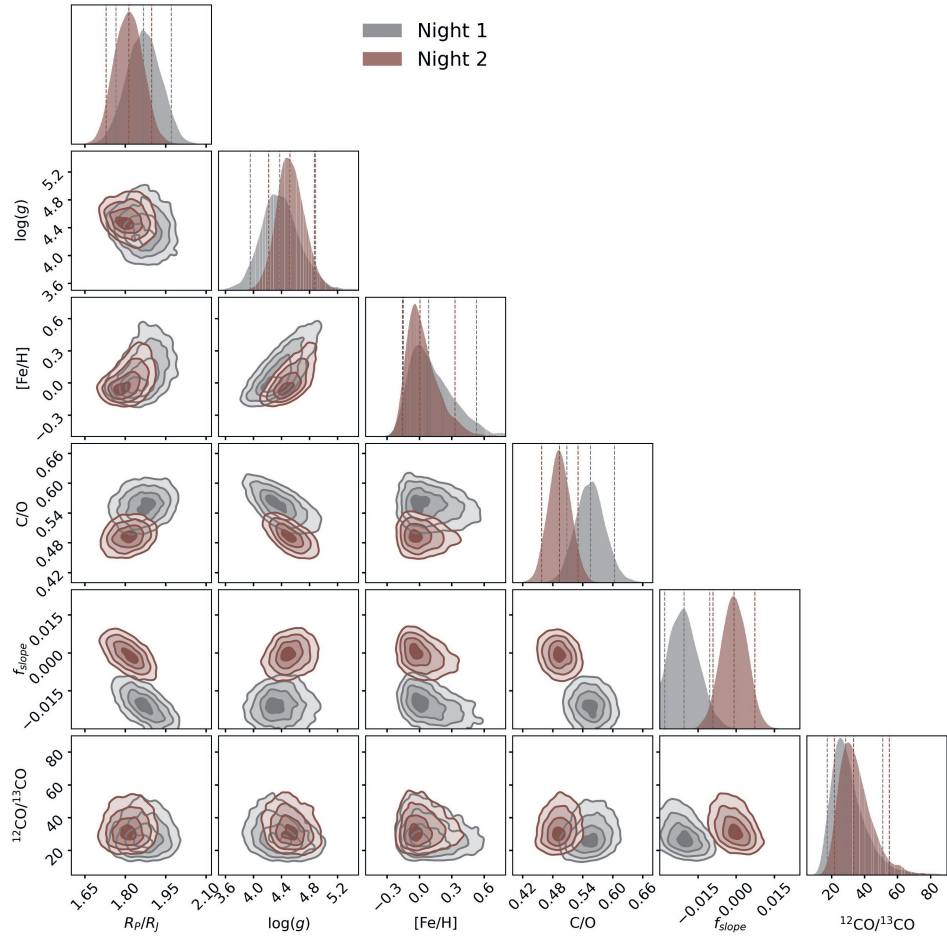 Night 1
Night 2
5.2
4.8
4.4
4.0
3.6
log(g)
3.
0.6
0.3
0.0
−0.3
[Fe/H]
0.66
0.60
0.54
0.48
0.42
C/O
0.015
0.000
−0.015
f_slope
80
60
40
20
¹²CO/¹³CO
1.65 1.80 1.95 2.10
R_P/R_J
3.6 4.0 4.4 4.8 5.2
log(g)
−0.3 0.0 0.3 0.6
[Fe/H]
0.42 0.48 0.54 0.60 0.66
C/O
−0.015 −0.000 0.015
f_slope
20 40 60 80
¹²CO/¹³CO